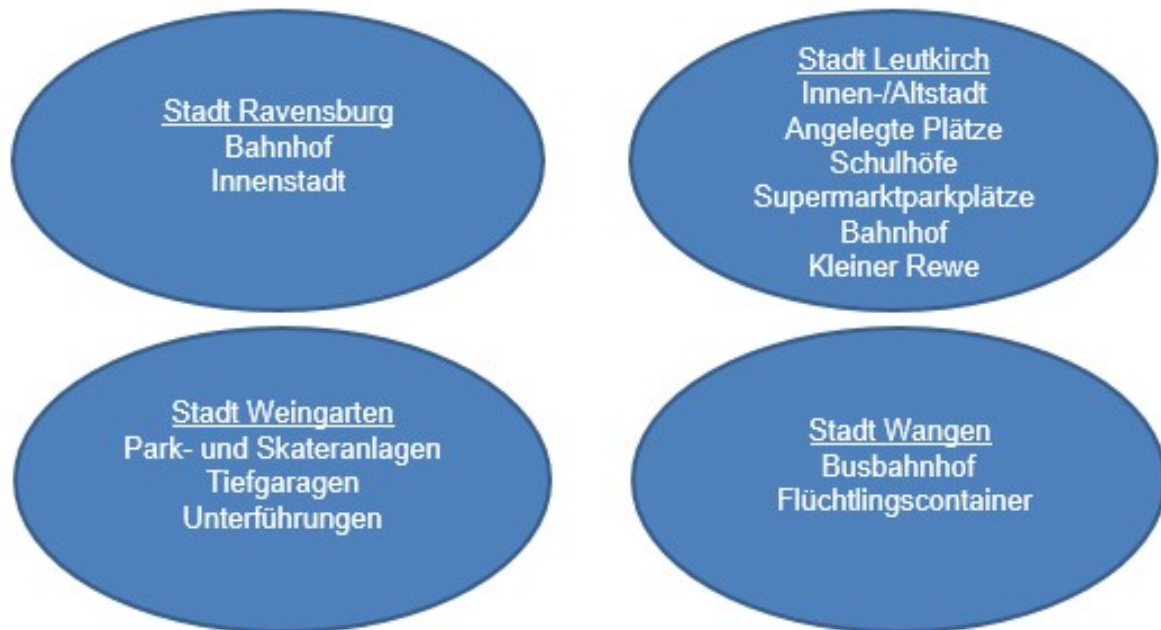 Stadt Ravensburg
Bahnhof
Innenstadt
Stadt Leutkirch
Innen-/Altstadt
Angelegte Plätze
Schulhöfe
Supermarktparkplätze
Bahnhof
Kleiner Rewe
Stadt Weingarten
Park- und Skateranlagen
Tiefgaragen
Unterführungen
Stadt Wangen
Busbahnhof
Flüchtlingscontainer